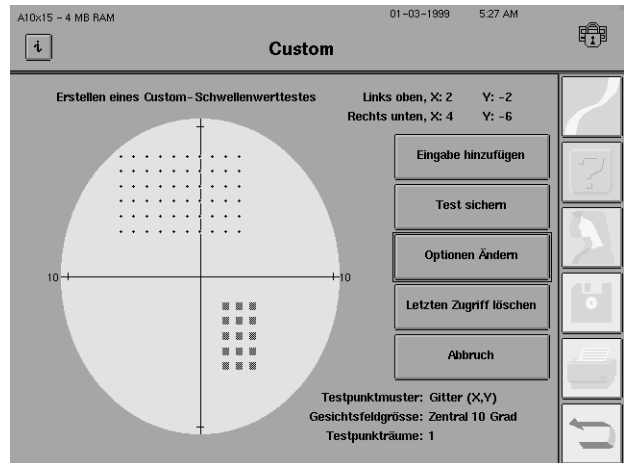 A10x15 – 4 MB RAM
01-03-1999 5:27 AM
i
Custom
Erstellen eines Custom-Schwellenwerttestes
Links oben, X: 2 Y: -2
Rechts unten, X: 4 Y: -6
Eingabe hinzufügen
Test sichern
Optionen Ändern
10
10
Letzten Zugriff löschen
Abbruch
Testpunktmuster: Gitter (X,Y)
Gesichtsfeldgrösse: Zentral 10 Grad
Testpunkträume: 1